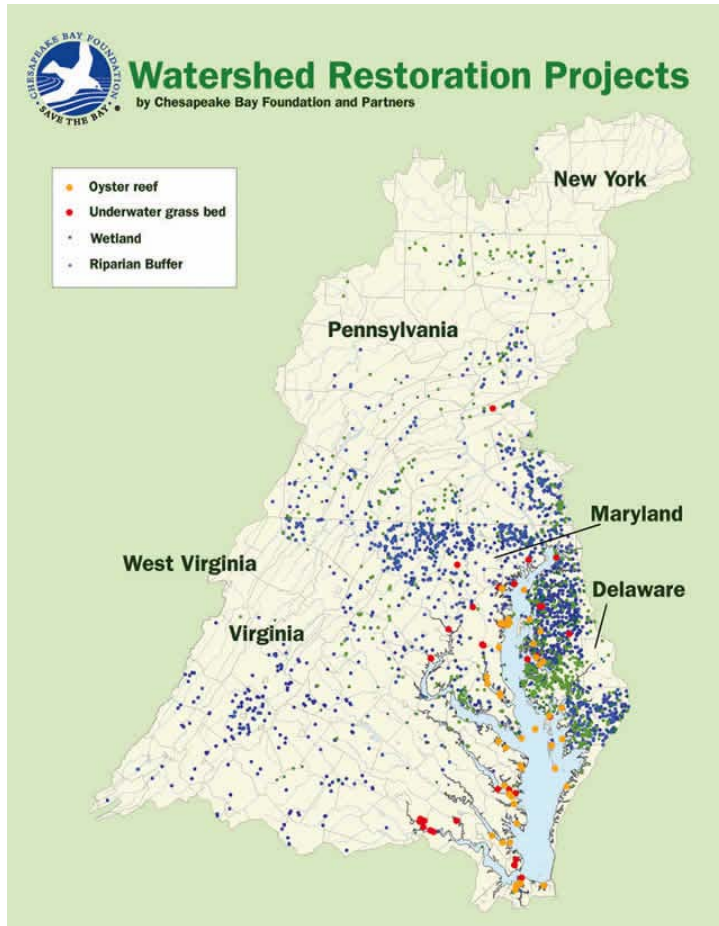 CHESAPEAKE BAY FOUNDATION
SAVE THE BAY
Watershed Restoration Projects
by Chesapeake Bay Foundation and Partners
Oyster reef
Underwater grass bed
Wetland
Riparian Buffer
New York
Pennsylvania
Maryland
West Virginia
Delaware
Virginia